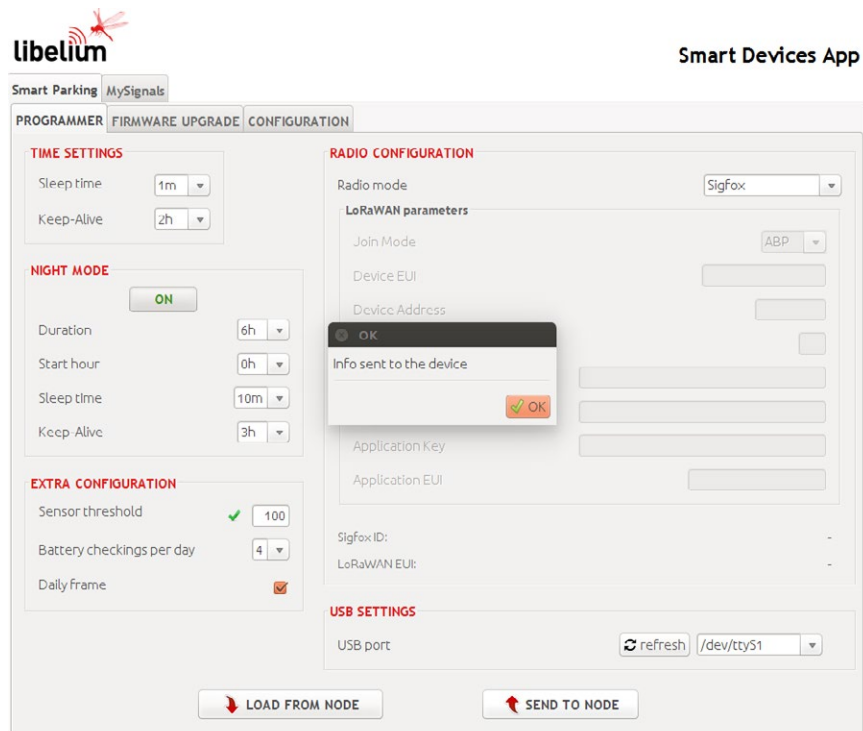 libelium
Smart Devices App
Smart Parking MySignals
PROGRAMMER FIRMWARE UPGRADE CONFIGURATION
TIME SETTINGS
Sleep time 1m
Keep-Alive 2h
NIGHT MODE
ON
Duration 6h
Start hour 0h
Sleep time 10m
Keep-Alive 3h
EXTRA CONFIGURATION
Sensor threshold 100
Battery checkings per day 4
Daily frame
RADIO CONFIGURATION
Radio mode Sigfox
LoRaWAN parameters
Join Mode ABP
Device EUI
Device Address
OK
Info sent to the device
OK
Application Key
Application EUI
Sigfox ID: -
LoRaWAN EUI: -
USB SETTINGS
USB port refresh /dev/ttyS1
LOAD FROM NODE SEND TO NODE